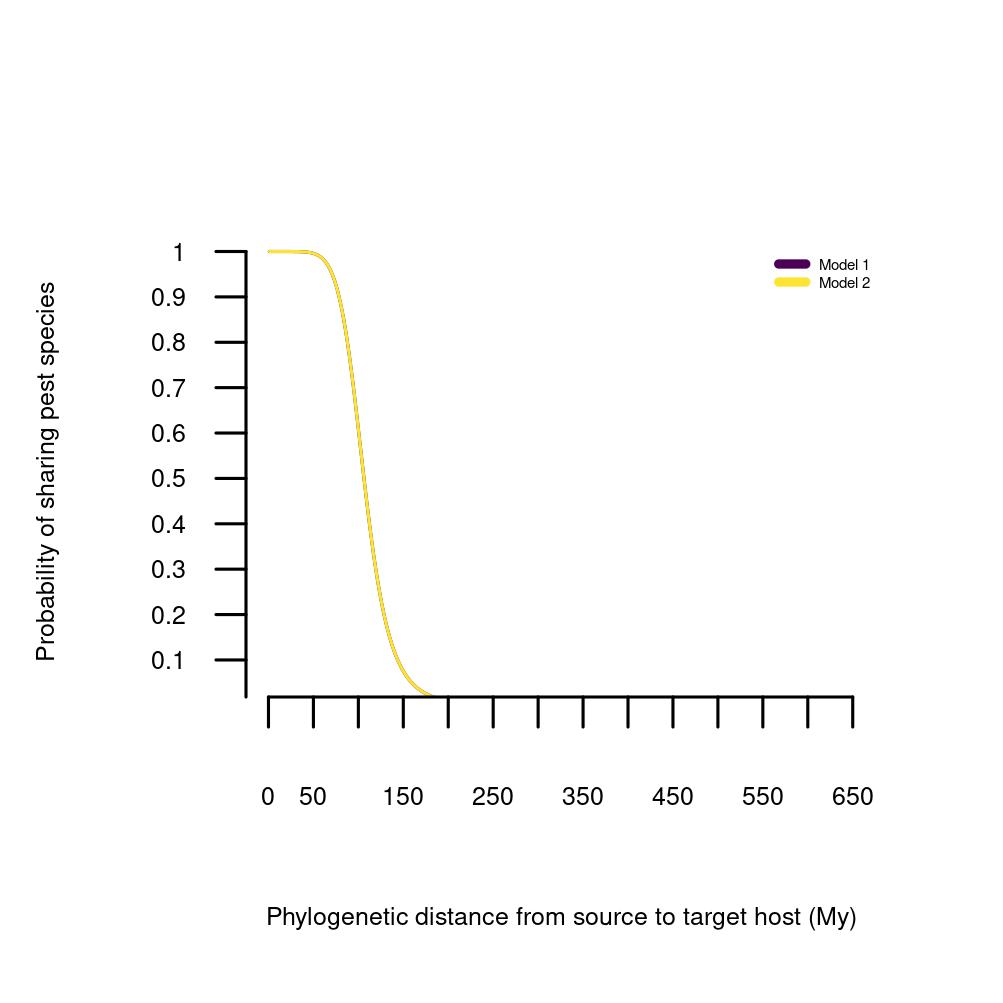 1
0.9
0.8
0.7
0.6
0.5
0.4
0.3
0.2
0.1
Probability of sharing pest species
Model 1
Model 2
0 50 150 250 350 450 550 650
Phylogenetic distance from source to target host (My)